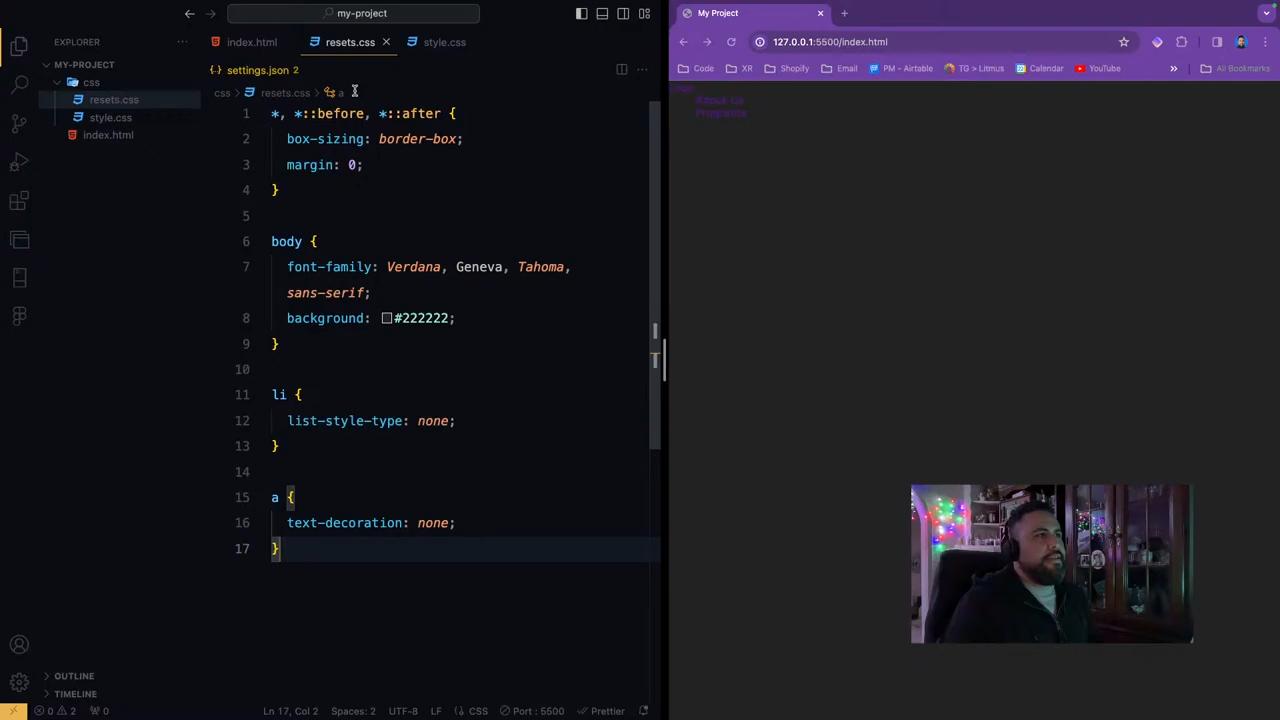 my-project
EXPLORER
MY-PROJECT
css
resets.css
style.css
index.html
index.html
resets.css
style.css
settings.json 2
css > resets.css > a
1 *, *::before, *::after {
2 box-sizing: border-box;
3 margin: 0;
4 }
5
6 body {
7 font-family: Verdana, Geneva, Tahoma,
sans-serif;
8 background: #222222;
9 }
10
11 li {
12 list-style-type: none;
13 }
14
15 a {
16 text-decoration: none;
17 }
OUTLINE
TIMELINE
0 2 0 Ln 17, Col 2 Spaces: 2 UTF-8 LF CSS Port : 5500 Prettier
My Project
127.0.0.1:5500/index.html
Code XR Shopify Email PM - Airtable TG > Litmus Calendar YouTube » All Bookmarks
About Us